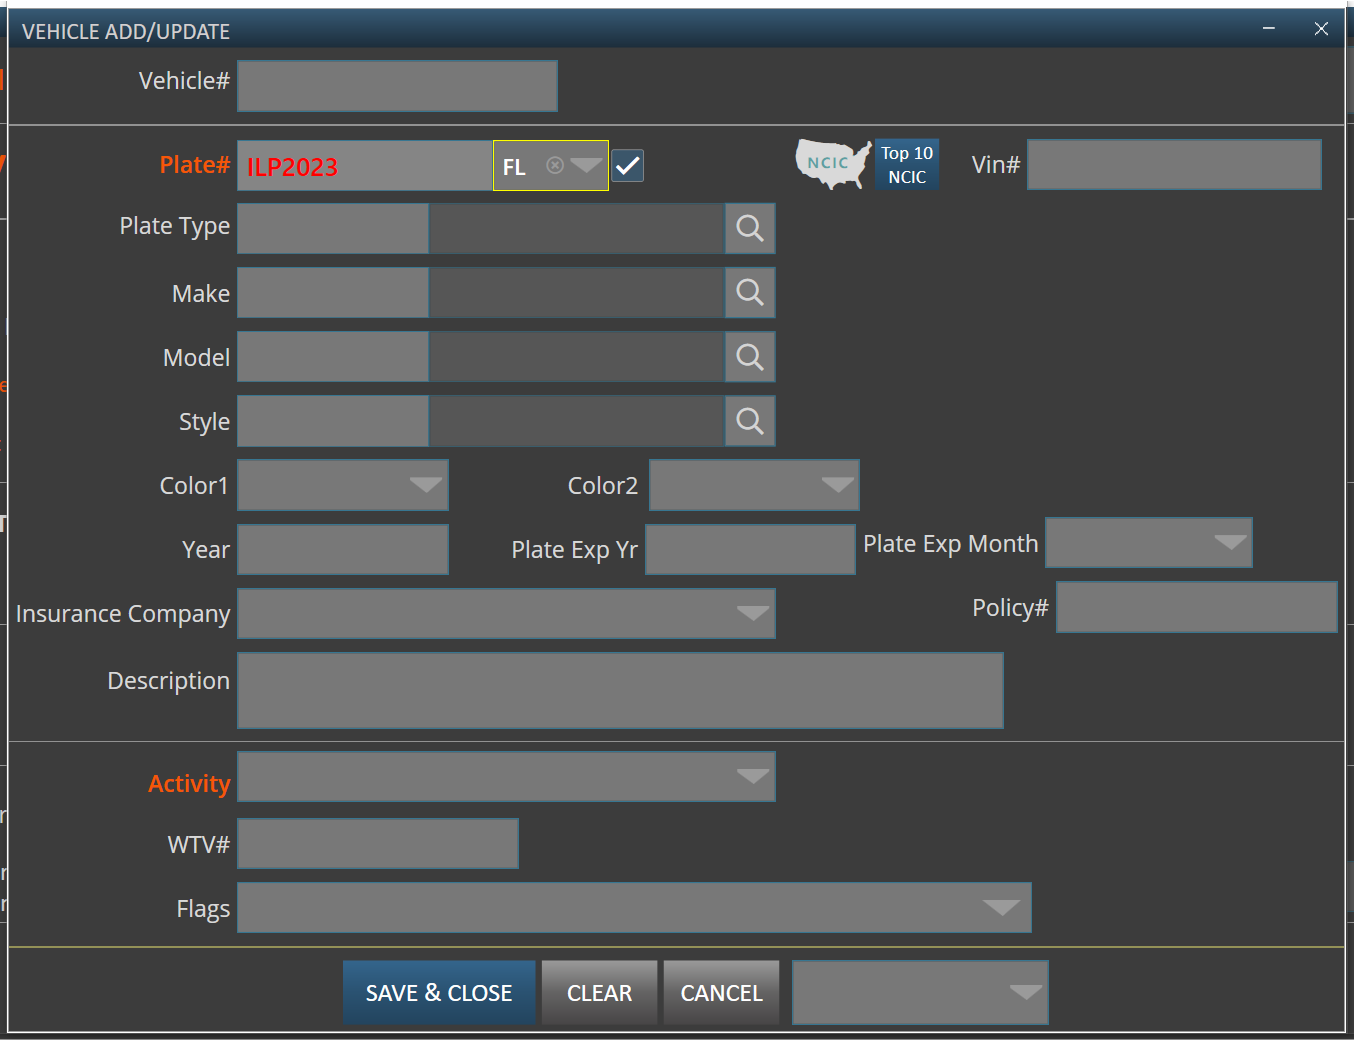 VEHICLE ADD/UPDATE
Vehicle#
Plate# ILP2023 FL NCIC Top 10 NCIC Vin#
Plate Type
Make
Model
Style
Color1 Color2
Year Plate Exp Yr Plate Exp Month
Insurance Company Policy#
Description
Activity
WTV#
Flags
SAVE & CLOSE CLEAR CANCEL